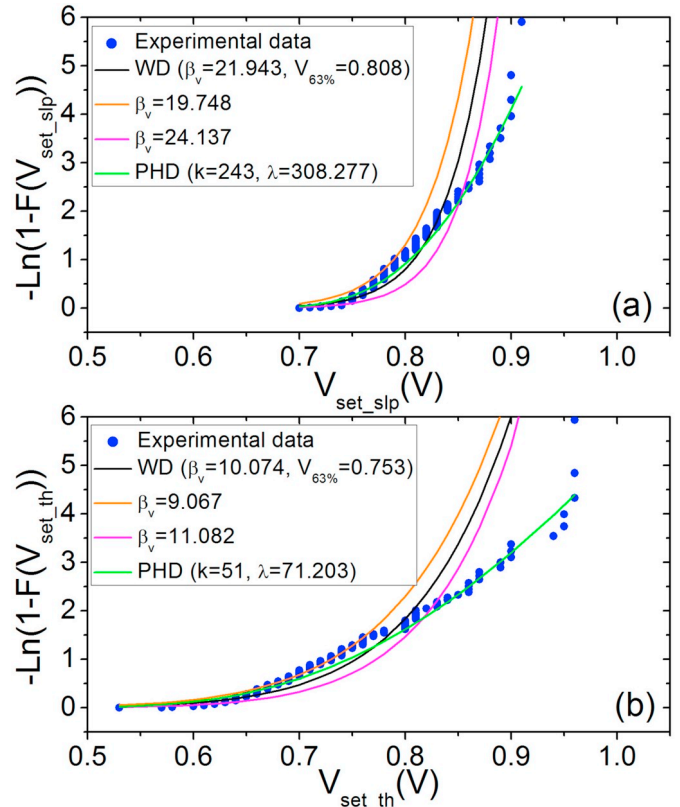 (a)
6
5
4
3
2
1
0
-Ln(1-F(V_set_slp))
Experimental data
WD (β_v=21.943, V_63%=0.808)
β_v=19.748
β_v=24.137
PHD (k=243, λ=308.277)
0.5 0.6 0.7 0.8 0.9 1.0
V_set_slp(V)
(b)
6
5
4
3
2
1
0
-Ln(1-F(V_set_th))
Experimental data
WD (β_v=10.074, V_63%=0.753)
β_v=9.067
β_v=11.082
PHD (k=51, λ=71.203)
0.5 0.6 0.7 0.8 0.9 1.0
V_set_th(V)